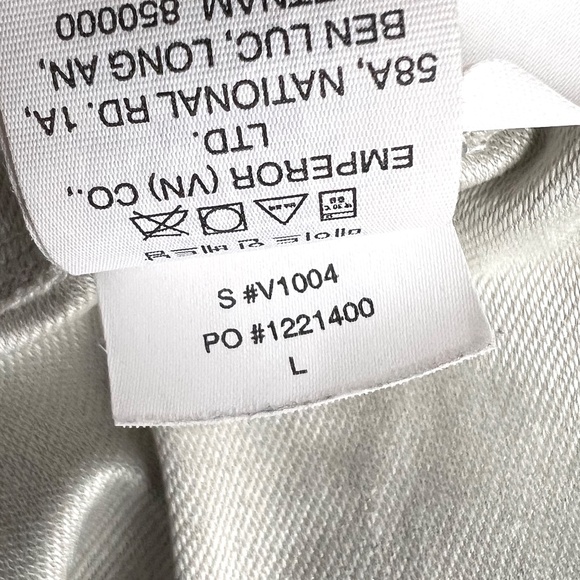 EMPEROR (VN) CO.,
LTD.
58A, NATIONAL RD. 1A,
BEN LUC, LONG AN,
850000
S #V1004
PO #1221400
L